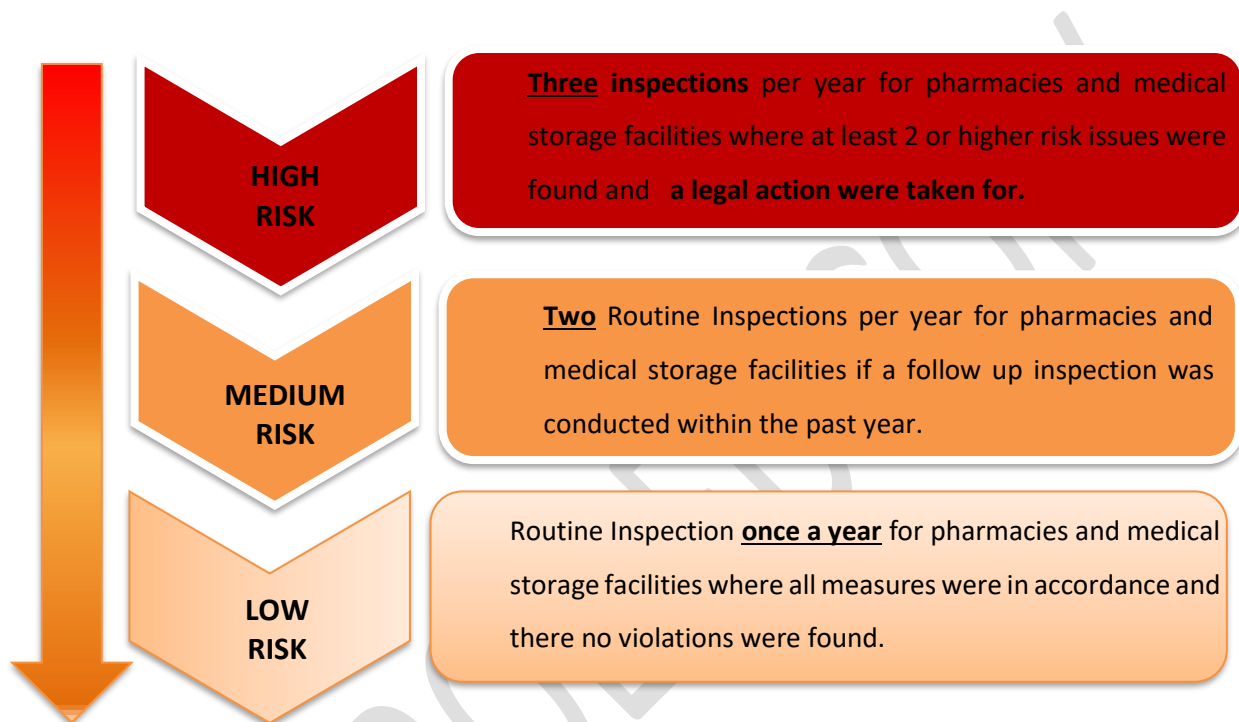 HIGH
RISK
Three inspections per year for pharmacies and medical
storage facilities where at least 2 or higher risk issues were
found and a legal action were taken for.
MEDIUM
RISK
Two Routine Inspections per year for pharmacies and
medical storage facilities if a follow up inspection was
conducted within the past year.
LOW
RISK
Routine Inspection once a year for pharmacies and medical
storage facilities where all measures were in accordance and
there no violations were found.